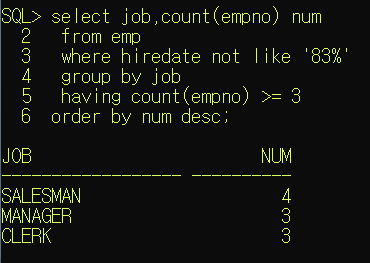 SQL> select job,count(empno) num
2 from emp
3 where hiredate not like '83%'
4 group by job
5 having count(empno) >= 3
6 order by num desc;
JOB NUM
------------------ ----------
SALESMAN 4
MANAGER 3
CLERK 3